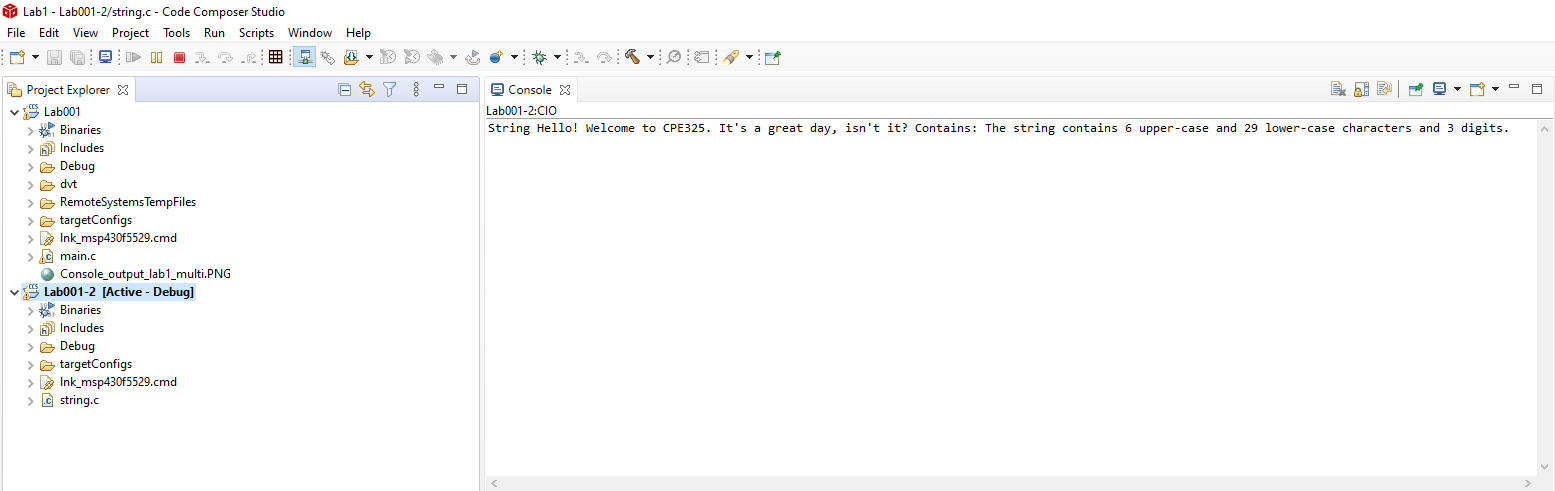 Lab1 - Lab001-2/string.c - Code Composer Studio
File Edit View Project Tools Run Scripts Window Help
Project Explorer
Lab001
Binaries
Includes
Debug
dvt
RemoteSystemsTempFiles
targetConfigs
lnk_msp430f5529.cmd
main.c
Console_output_lab1_multi.PNG
Lab001-2 [Active - Debug]
Binaries
Includes
Debug
targetConfigs
lnk_msp430f5529.cmd
string.c
Console
Lab001-2:CIO
String Hello! Welcome to CPE325. It's a great day, isn't it? Contains: The string contains 6 upper-case and 29 lower-case characters and 3 digits.